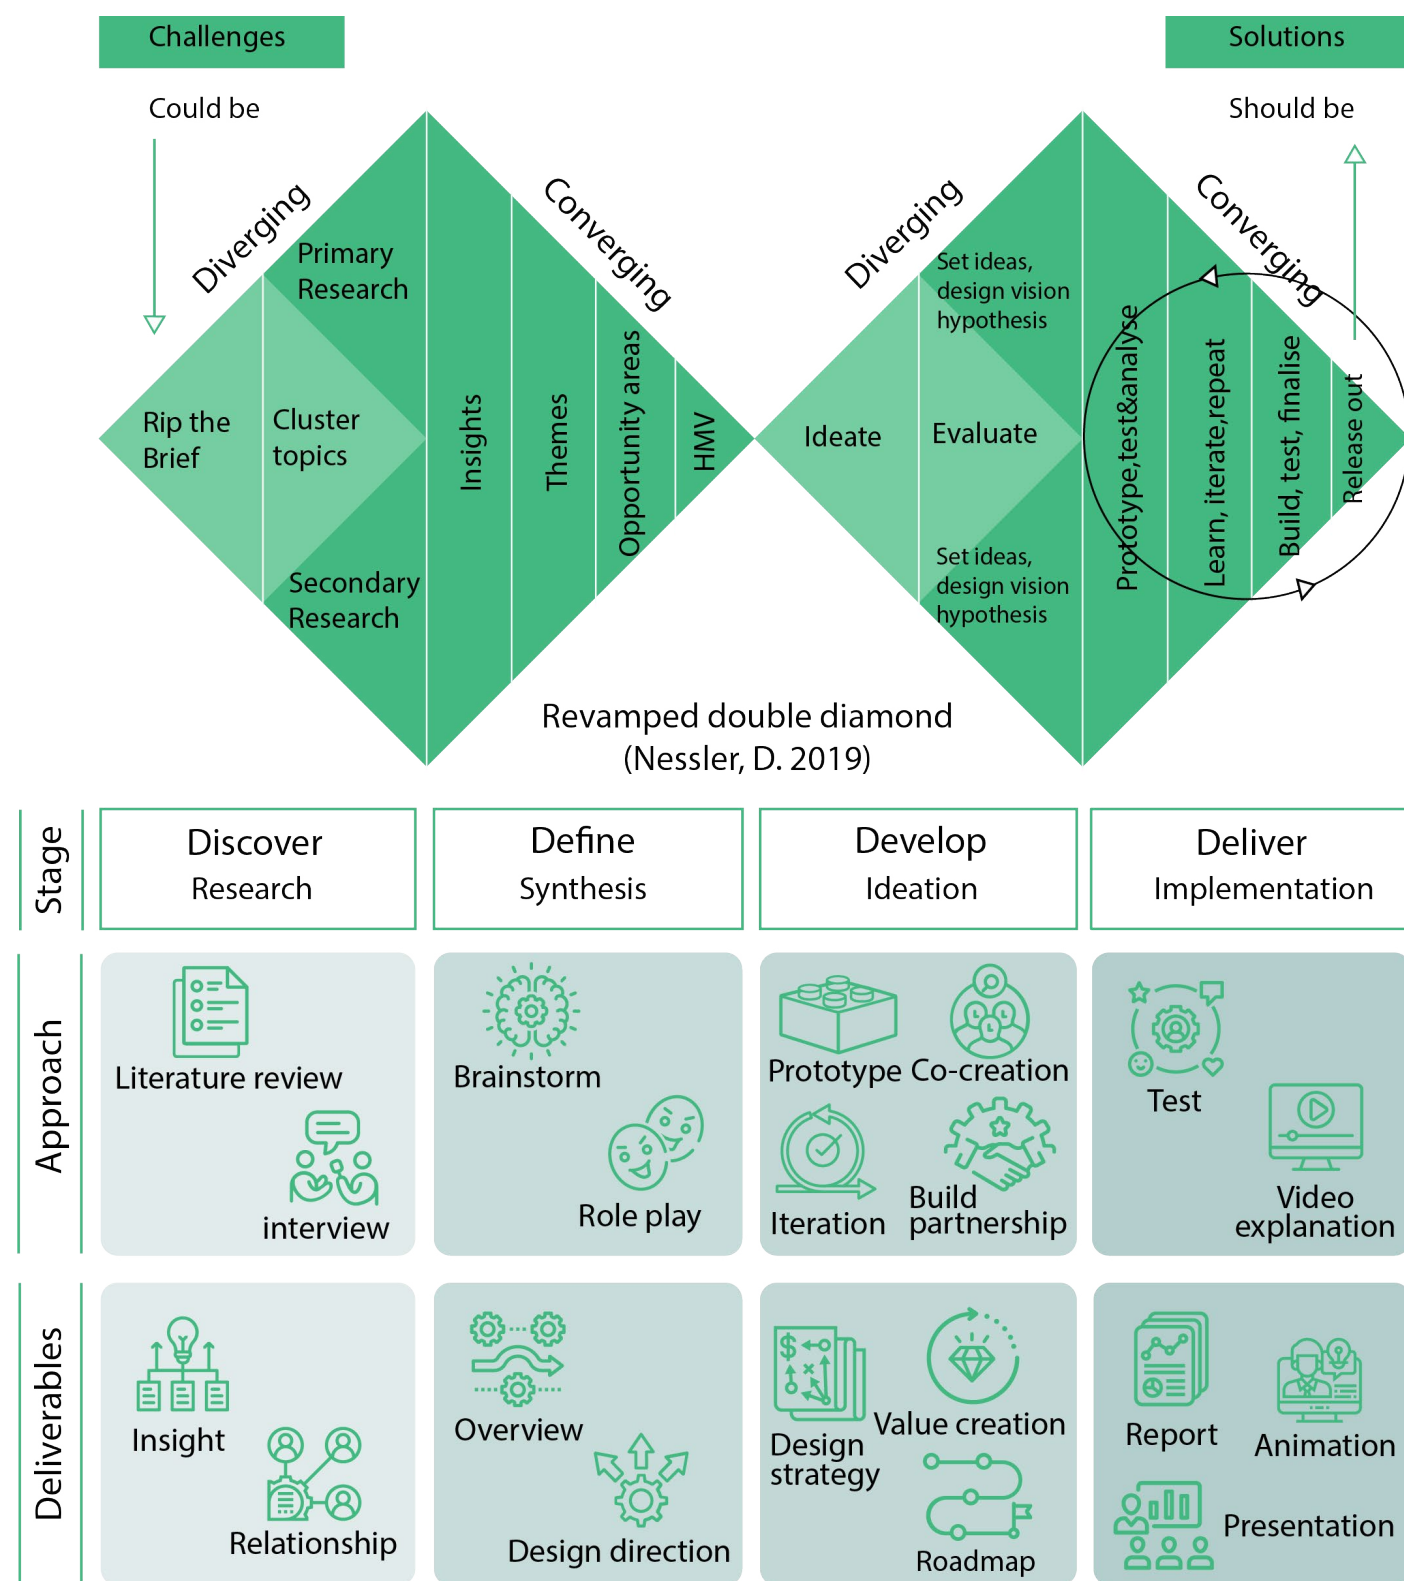 Challenges
Solutions
Could be
Should be
Diverging
Converging
Diverging
Converging
Primary
Research
Rip the
Brief
Cluster
topics
Secondary
Research
Insights
Themes
Opportunity areas
HMV
Set ideas,
design vision
hypothesis
Ideate
Evaluate
Set ideas,
design vision
hypothesis
Prototype,test&analyse
Learn, iterate,repeat
Build, test, finalise
Release out
Revamped double diamond
(Nessler, D. 2019)
Stage
Discover
Research
Define
Synthesis
Develop
Ideation
Deliver
Implementation
Approach
Literature review
interview
Brainstorm
Role play
Prototype
Co-creation
Iteration
Build
partnership
Test
Video
explanation
Deliverables
Insight
Relationship
Overview
Design direction
$
Design
strategy
Value creation
Roadmap
Report
Animation
Presentation